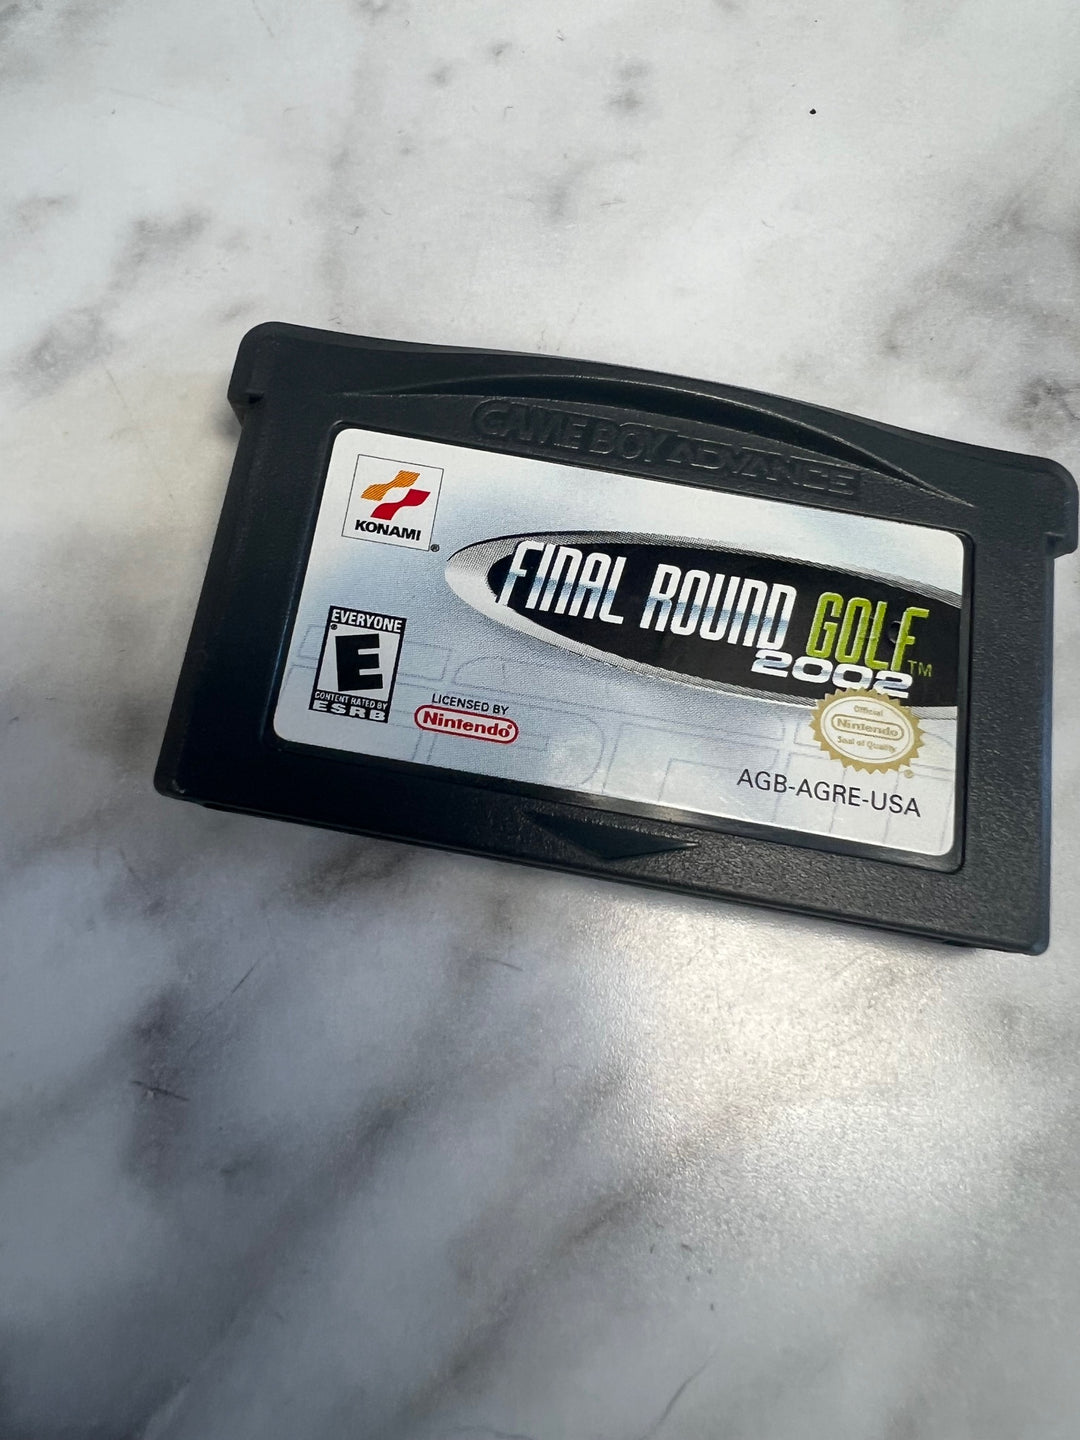 GAME BOY ADVANCE
KONAMI ®
FINAL ROUND GOLF™
2002
EVERYONE
E
CONTENT RATED BY
ESRB
LICENSED BY
Nintendo®
Official
Nintendo
Seal of Quality
®
AGB-AGRE-USA